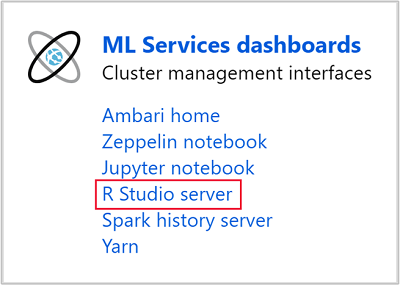 ML Services dashboards
Cluster management interfaces
Ambari home
Zeppelin notebook
Jupyter notebook
R Studio server
Spark history server
Yarn